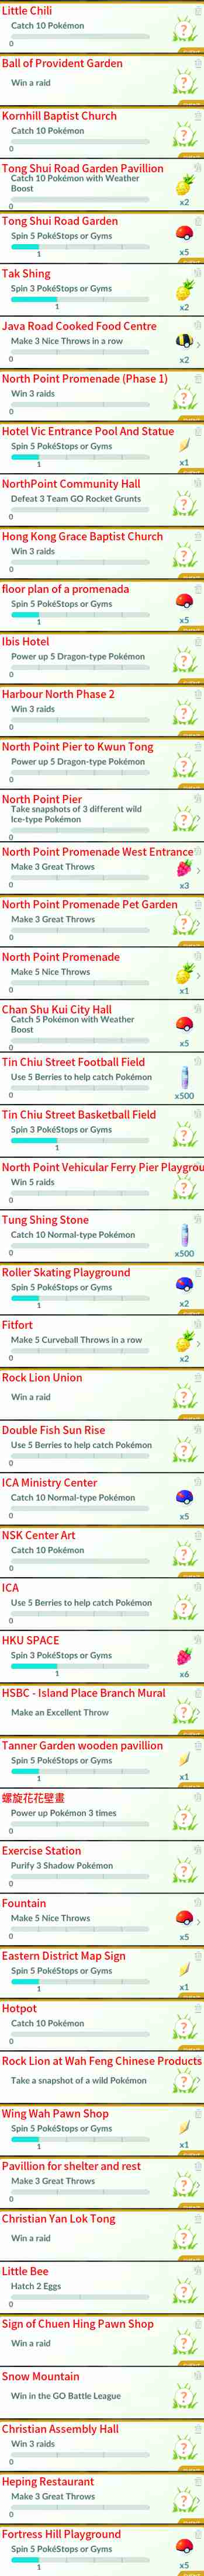 Little Chili
Catch 10 Pokémon
0
Ball of Provident Garden
Win a raid
Kornhill Baptist Church
Catch 10 Pokémon
0
Tong Shui Road Garden Pavillion
Catch 10 Pokémon with Weather
Boost
x2
0
Tong Shui Road Garden
Spin 5 PokéStops or Gyms
x5
1
Tak Shing
Spin 3 PokéStops or Gyms
x2
1
Java Road Cooked Food Centre
Make 3 Nice Throws in a row
x2
0
North Point Promenade (Phase 1)
Win 3 raids
0
Hotel Vic Entrance Pool And Statue
Spin 5 PokéStops or Gyms
x1
1
NorthPoint Community Hall
Defeat 3 Team GO Rocket Grunts
0
Hong Kong Grace Baptist Church
Win 3 raids
0
floor plan of a promenada
Spin 5 PokéStops or Gyms
x5
1
Ibis Hotel
Power up 5 Dragon-type Pokémon
0
Harbour North Phase 2
Win 3 raids
0
North Point Pier to Kwun Tong
Power up 5 Dragon-type Pokémon
0
North Point Pier
Take snapshots of 3 different wild
Ice-type Pokémon
0
North Point Promenade West Entrance
Make 3 Great Throws
x3
0
North Point Promenade Pet Garden
Make 3 Great Throws
0
North Point Promenade
Make 5 Nice Throws
x1
0
Chan Shu Kui City Hall
Catch 5 Pokémon with Weather
Boost
x5
0
Tin Chiu Street Football Field
Use 5 Berries to help catch Pokémon
x500
0
Tin Chiu Street Basketball Field
Spin 3 PokéStops or Gyms
1
North Point Vehicular Ferry Pier Playgrou
Win 5 raids
0
Tung Shing Stone
Catch 10 Normal-type Pokémon
x500
0
Roller Skating Playground
Spin 5 PokéStops or Gyms
x2
1
Fitfort
Make 5 Curveball Throws in a row
x2
0
Rock Lion Union
Win a raid
Double Fish Sun Rise
Use 5 Berries to help catch Pokémon
0
ICA Ministry Center
Catch 10 Normal-type Pokémon
x5
0
NSK Center Art
Catch 10 Pokémon
0
ICA
Use 5 Berries to help catch Pokémon
0
HKU SPACE
Spin 3 PokéStops or Gyms
x6
1
HSBC - Island Place Branch Mural
Make an Excellent Throw
Tanner Garden wooden pavillion
Spin 5 PokéStops or Gyms
x1
1
螺旋花花壁畫
Power up Pokémon 3 times
0
Exercise Station
Purify 3 Shadow Pokémon
0
Fountain
Make 5 Nice Throws
x5
0
Eastern District Map Sign
Spin 5 PokéStops or Gyms
x1
1
Hotpot
Catch 10 Pokémon
0
Rock Lion at Wah Feng Chinese Products
Take a snapshot of a wild Pokémon
Wing Wah Pawn Shop
Spin 5 PokéStops or Gyms
x1
1
Pavillion for shelter and rest
Make 3 Great Throws
0
Christian Yan Lok Tong
Win a raid
Little Bee
Hatch 2 Eggs
0
Sign of Chuen Hing Pawn Shop
Win a raid
Snow Mountain
Win in the GO Battle League
Christian Assembly Hall
Win 3 raids
0
Heping Restaurant
Make 3 Great Throws
0
Fortress Hill Playground
Spin 5 PokéStops or Gyms
x5
1